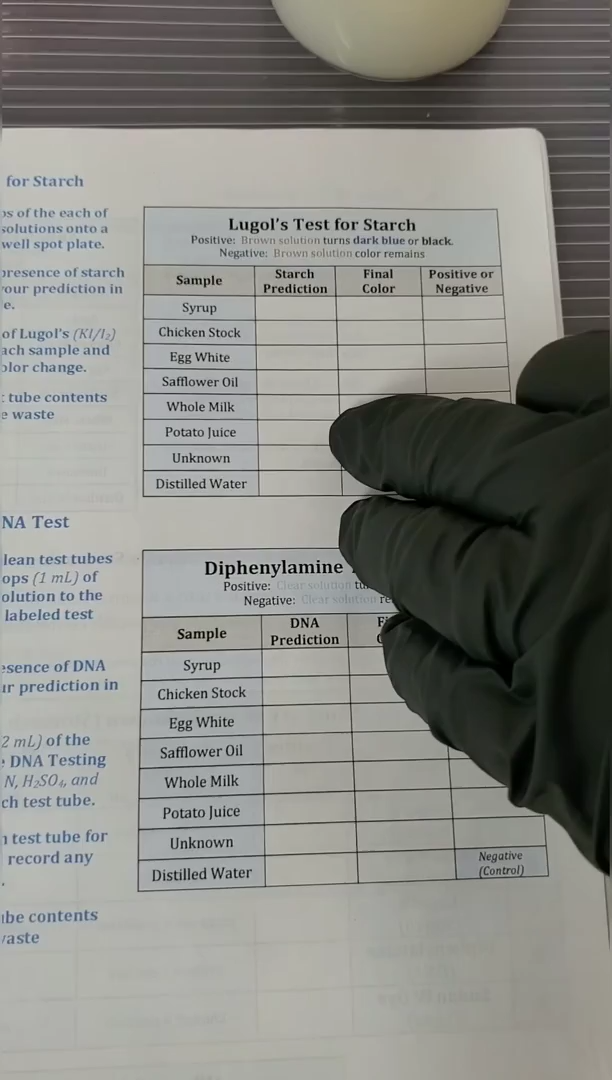 for Starch
of the each of
solutions onto a
well spot plate.
presence of starch
your prediction in
of Lugol's (KI/I₂)
ach sample and
olor change.
tube contents
waste
Lugol's Test for Starch
Positive: Brown solution turns dark blue or black.
Negative: Brown solution color remains
Sample Starch Prediction Final Color Positive or Negative
Syrup
Chicken Stock
Egg White
Safflower Oil
Whole Milk
Potato Juice
Unknown
Distilled Water
NA Test
lean test tubes
ops (1 mL) of
olution to the
labeled test
esence of DNA
ur prediction in
2 mL) of the
DNA Testing
N, H₂SO₄, and
ch test tube.
test tube for
record any
ube contents
waste
Diphenylamine
Positive: Clear solution tu
Negative: Clear solution re
Sample DNA Prediction
Syrup
Chicken Stock
Egg White
Safflower Oil
Whole Milk
Potato Juice
Unknown
Distilled Water Negative (Control)